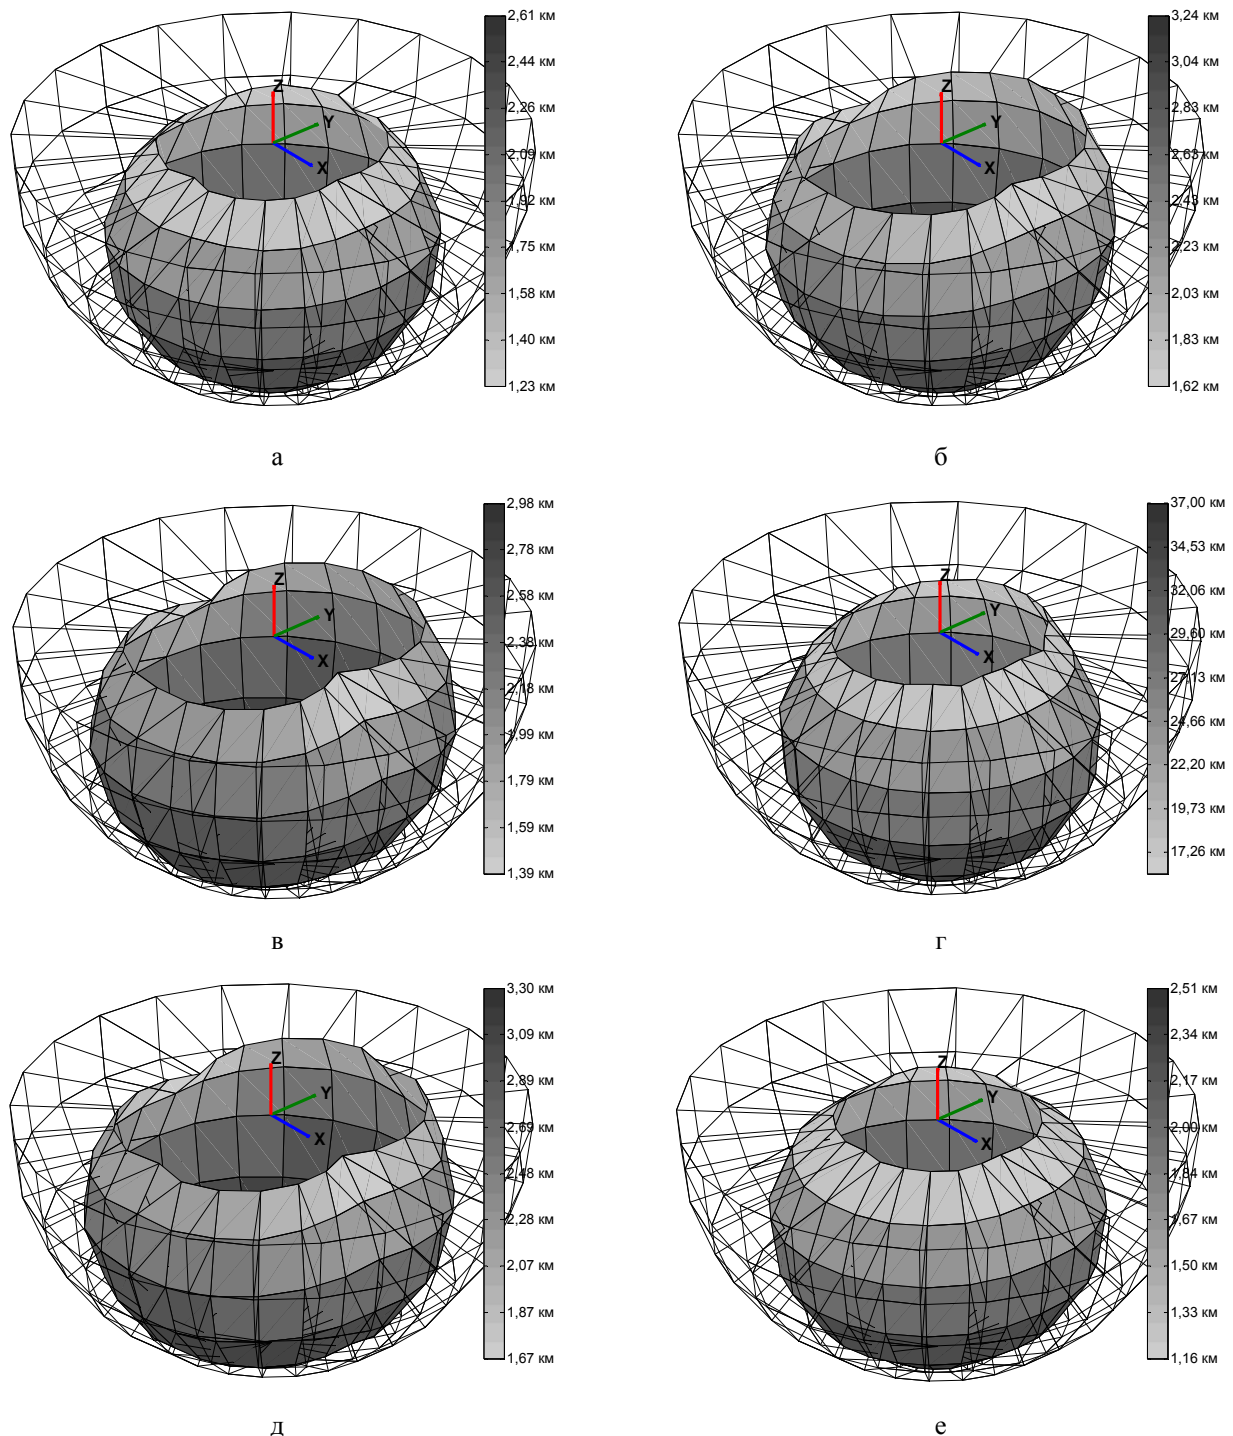 2,61 км
2,44 км
2,26 км
2,09 км
1,92 км
1,75 км
1,58 км
1,40 км
1,23 км
Z
Y
X
а
3,24 км
3,04 км
2,83 км
2,63 км
2,43 км
2,23 км
2,03 км
1,83 км
1,62 км
Z
Y
X
б
2,98 км
2,78 км
2,58 км
2,38 км
2,18 км
1,99 км
1,79 км
1,59 км
1,39 км
Z
Y
X
в
37,00 км
34,53 км
32,06 км
29,60 км
27,13 км
24,66 км
22,20 км
19,73 км
17,26 км
Z
Y
X
г
3,30 км
3,09 км
2,89 км
2,69 км
2,48 км
2,28 км
2,07 км
1,87 км
1,67 км
Z
Y
X
д
2,51 км
2,34 км
2,17 км
2,00 км
1,84 км
1,67 км
1,50 км
1,33 км
1,16 км
Z
Y
X
е